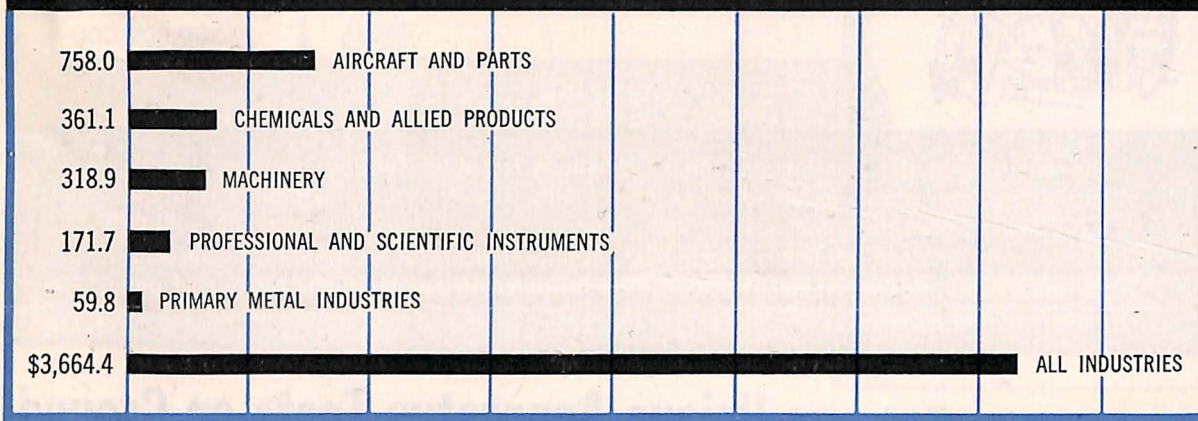 758.0 AIRCRAFT AND PARTS
361.1 CHEMICALS AND ALLIED PRODUCTS
318.9 MACHINERY
171.7 PROFESSIONAL AND SCIENTIFIC INSTRUMENTS
59.8 PRIMARY METAL INDUSTRIES
$3,664.4 ALL INDUSTRIES